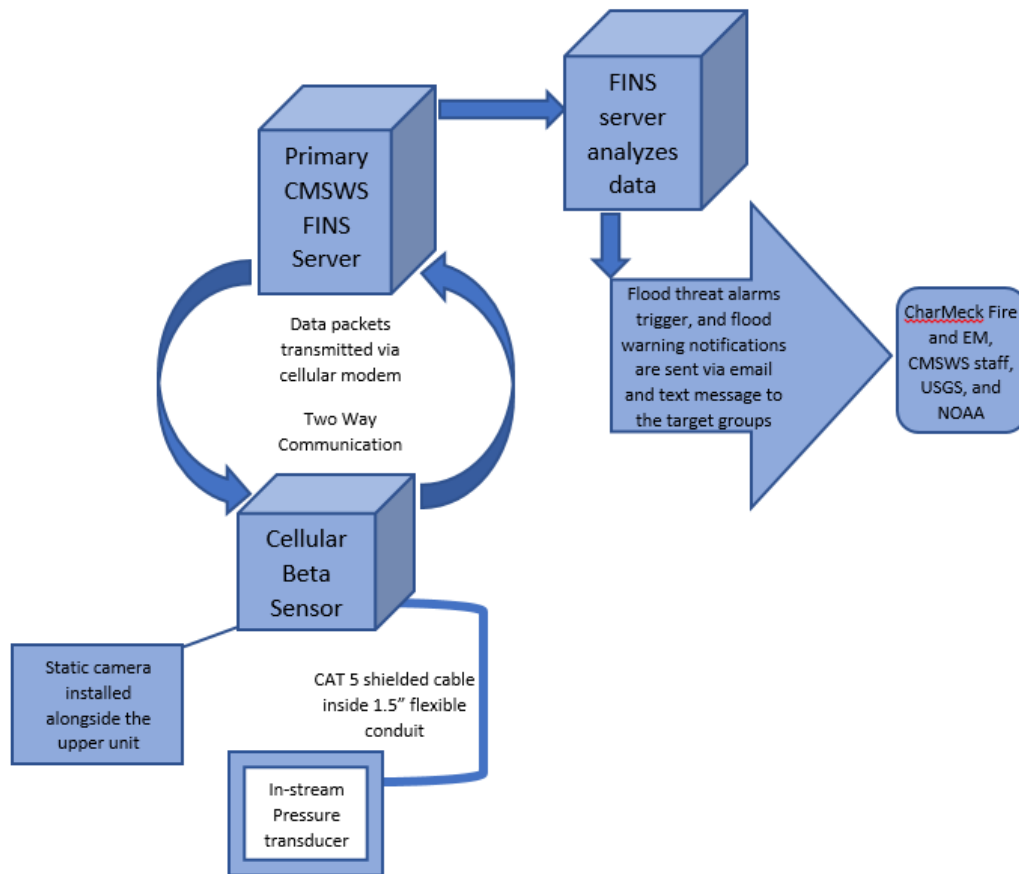 Primary
CMSWS
FINS
Server
FINS
server
analyzes
data
Flood threat alarms
trigger, and flood
warning notifications
are sent via email
and text message to
the target groups
CharMeck Fire
and EM,
CMSWS staff,
USGS, and
NOAA
Data packets
transmitted via
cellular modem
Two Way
Communication
Cellular
Beta
Sensor
Static camera
installed
alongside the
upper unit
CAT 5 shielded cable
inside 1.5” flexible
conduit
In-stream
Pressure
transducer